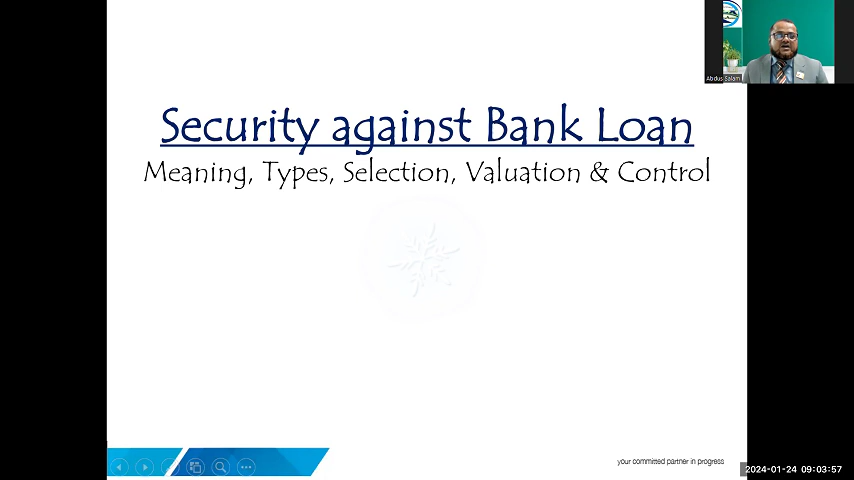 Abdus Salam
Security against Bank Loan
Meaning, Types, Selection, Valuation & Control
your committed partner in progress
2024-01-24 09:03:57